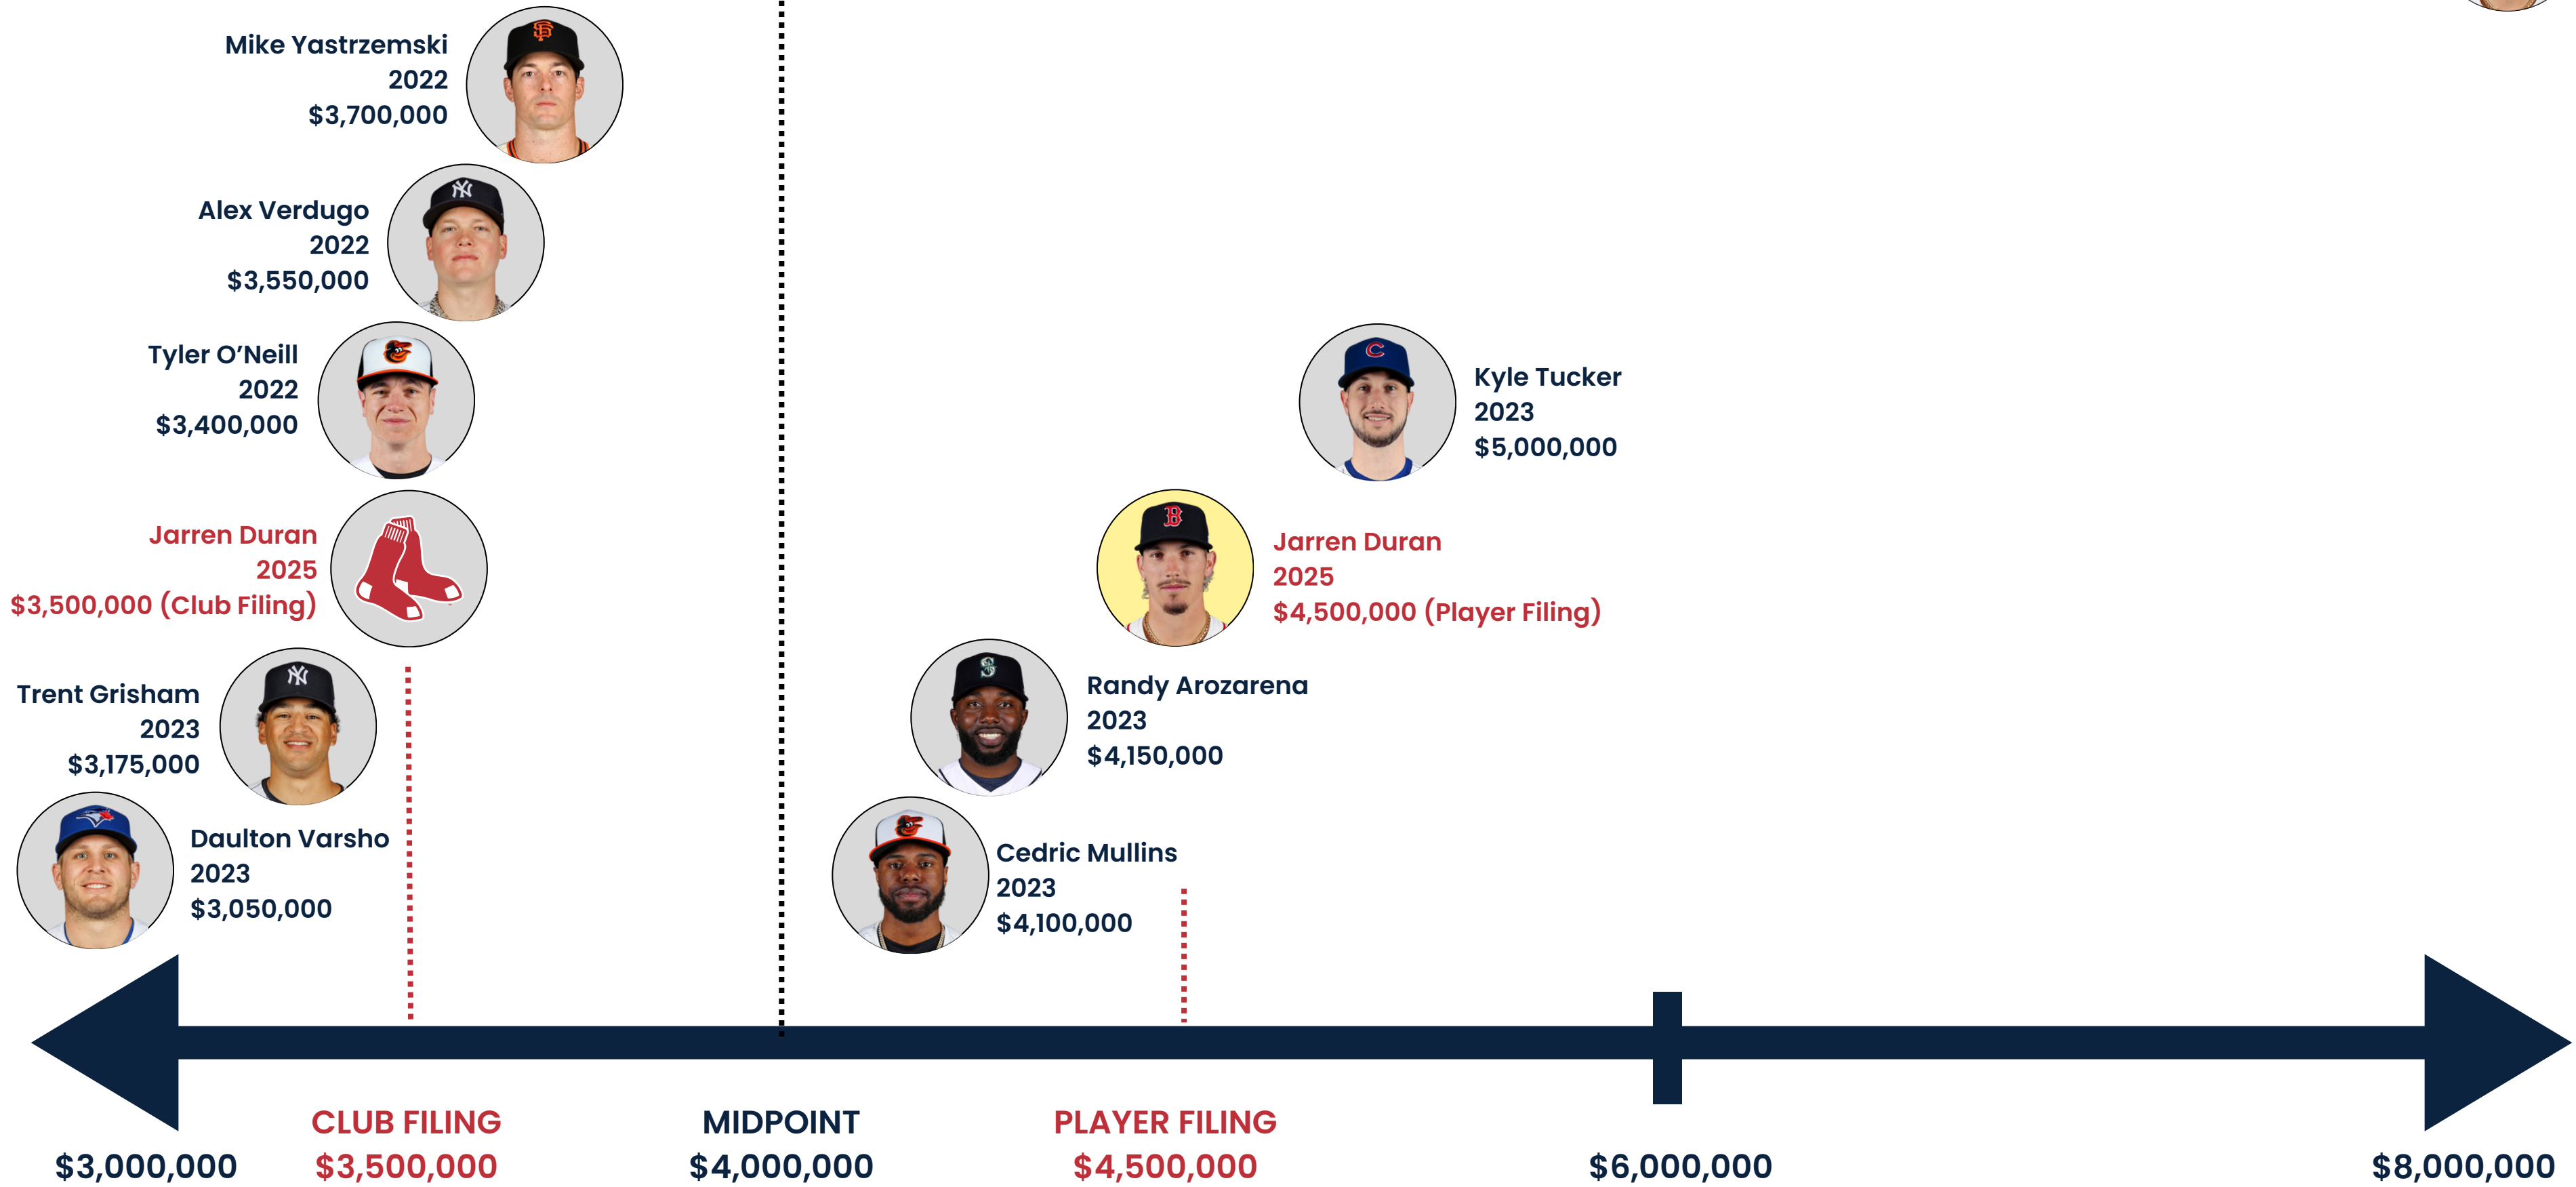 Mike Yastrzemski
2022
$3,700,000
Alex Verdugo
2022
$3,550,000
Tyler O’Neill
2022
$3,400,000
Kyle Tucker
2023
$5,000,000
Jarren Duran
2025
$3,500,000 (Club Filing)
Jarren Duran
2025
$4,500,000 (Player Filing)
Trent Grisham
2023
$3,175,000
Randy Arozarena
2023
$4,150,000
Daulton Varsho
2023
$3,050,000
Cedric Mullins
2023
$4,100,000
CLUB FILING
MIDPOINT
PLAYER FILING
$3,000,000
$3,500,000
$4,000,000
$4,500,000
$6,000,000
$8,000,000